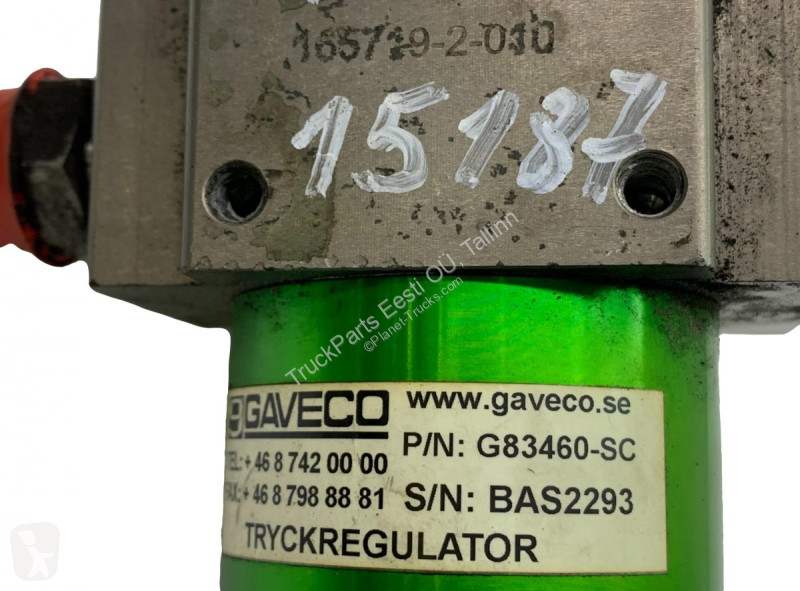 165719-2-010
15187
TruckParts Eesti OÜ, Tallinn
©Planet-Trucks.com
GAVECO
www.gaveco.se
TEL: + 46 8 742 00 00
P/N: G83460-SC
FAX: + 46 8 798 88 81
S/N: BAS2293
TRYCKREGULATOR